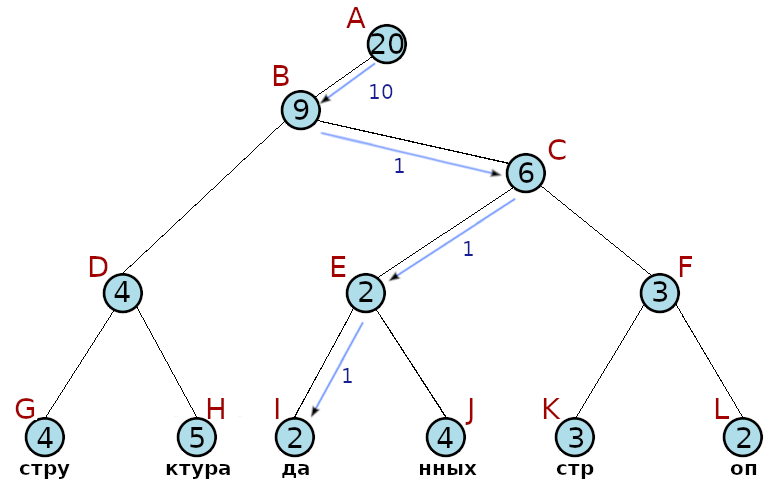 A
20
B
10
9
C
1
6
1
D
E
F
4
2
3
1
G
H
I
J
K
L
4
5
2
4
3
2
стру
ктура
да
нных
стр
оп